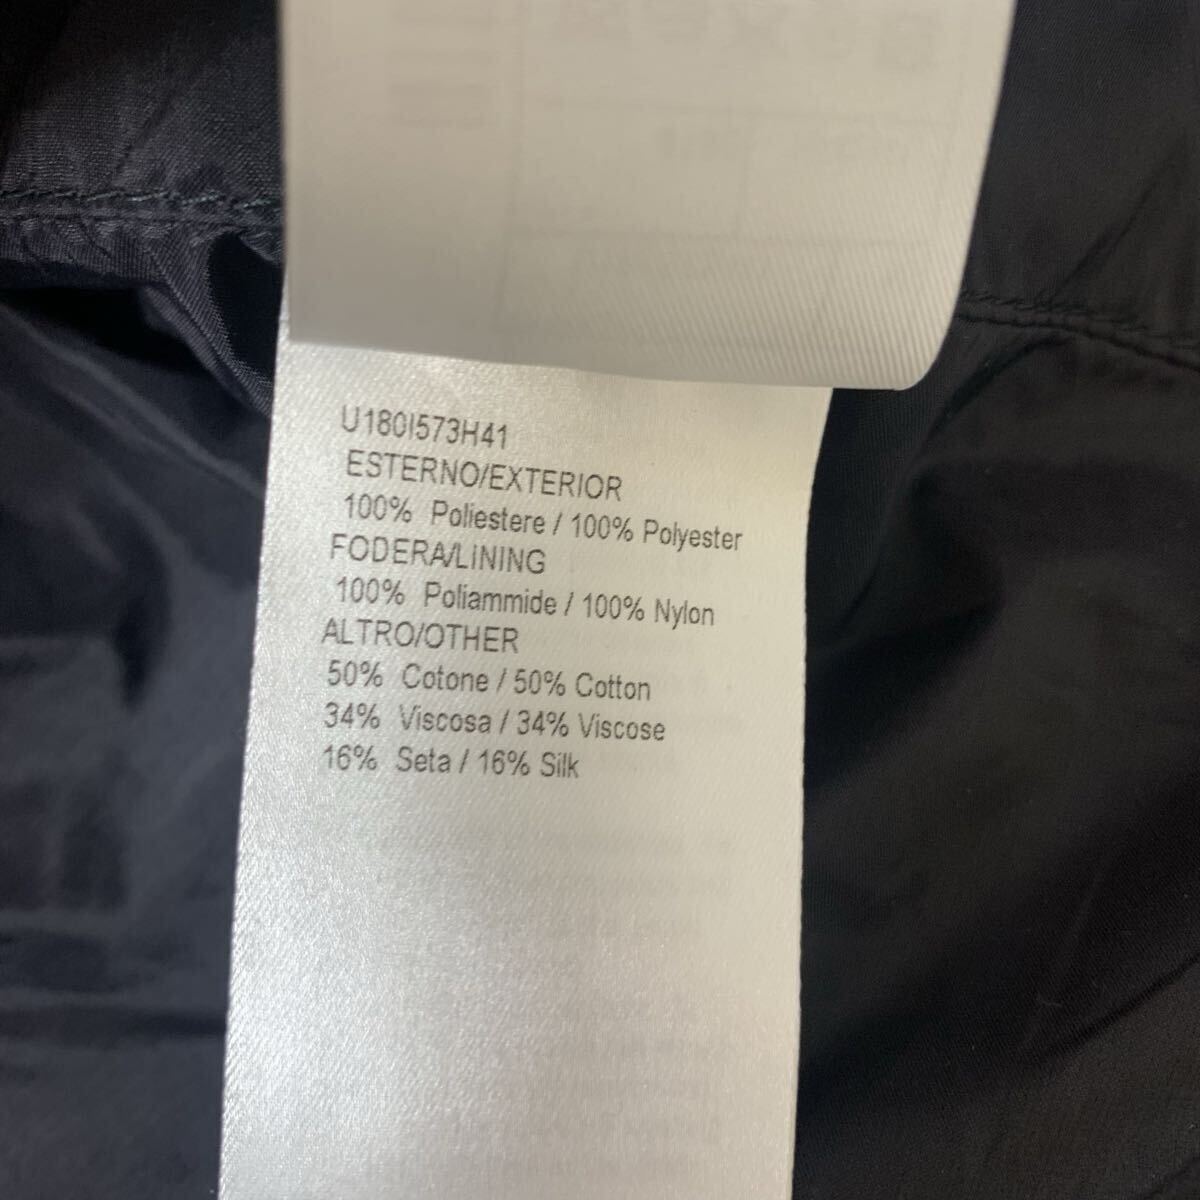 U180I573H41
ESTERNO/EXTERIOR
100% Poliestere / 100% Polyester
FODERA/LINING
100% Poliammide / 100% Nylon
ALTRO/OTHER
50% Cotone / 50% Cotton
34% Viscosa / 34% Viscose
16% Seta / 16% Silk